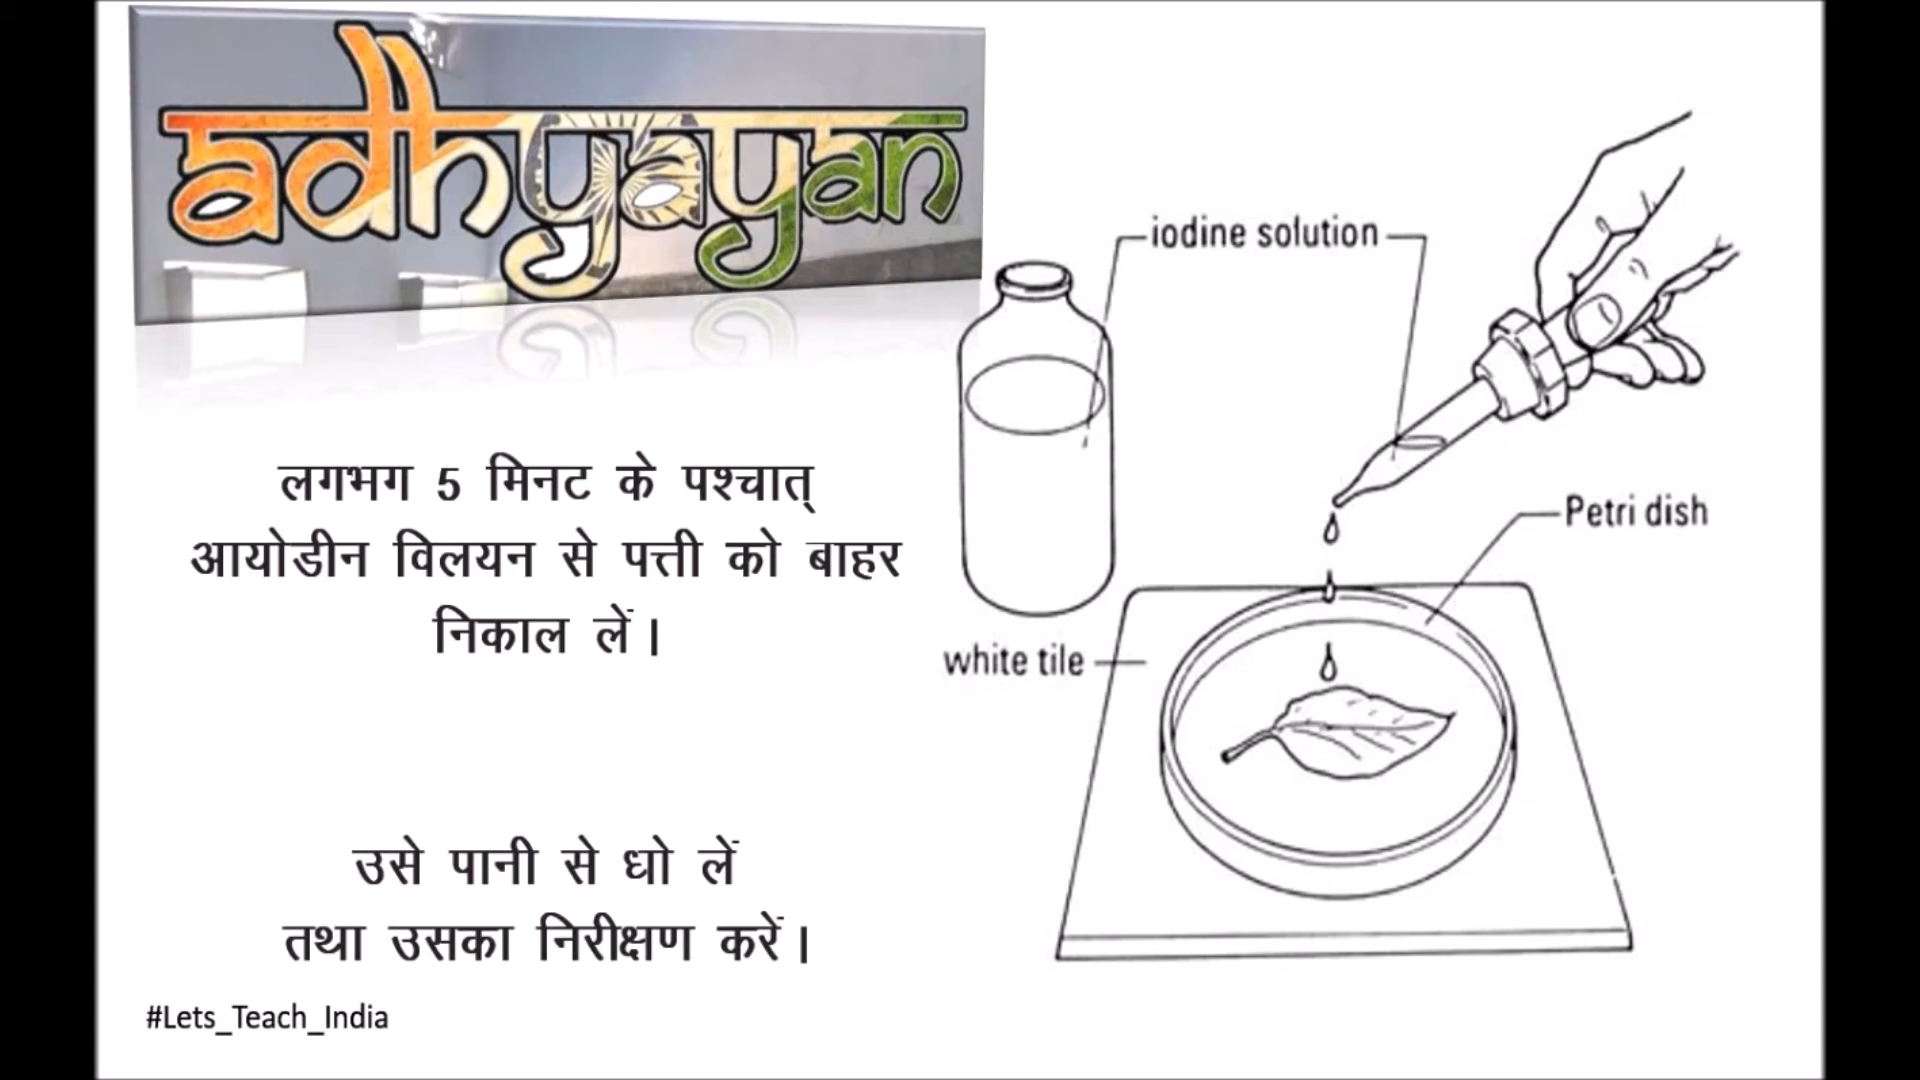 adhyayan
iodine solution
लगभग 5 मिनट के पश्चात्
आयोडीन विलयन से पत्ती को बाहर
निकाल लें।
Petri dish
white tile
उसे पानी से धो लें
तथा उसका निरीक्षण करें।
#Lets_Teach_India